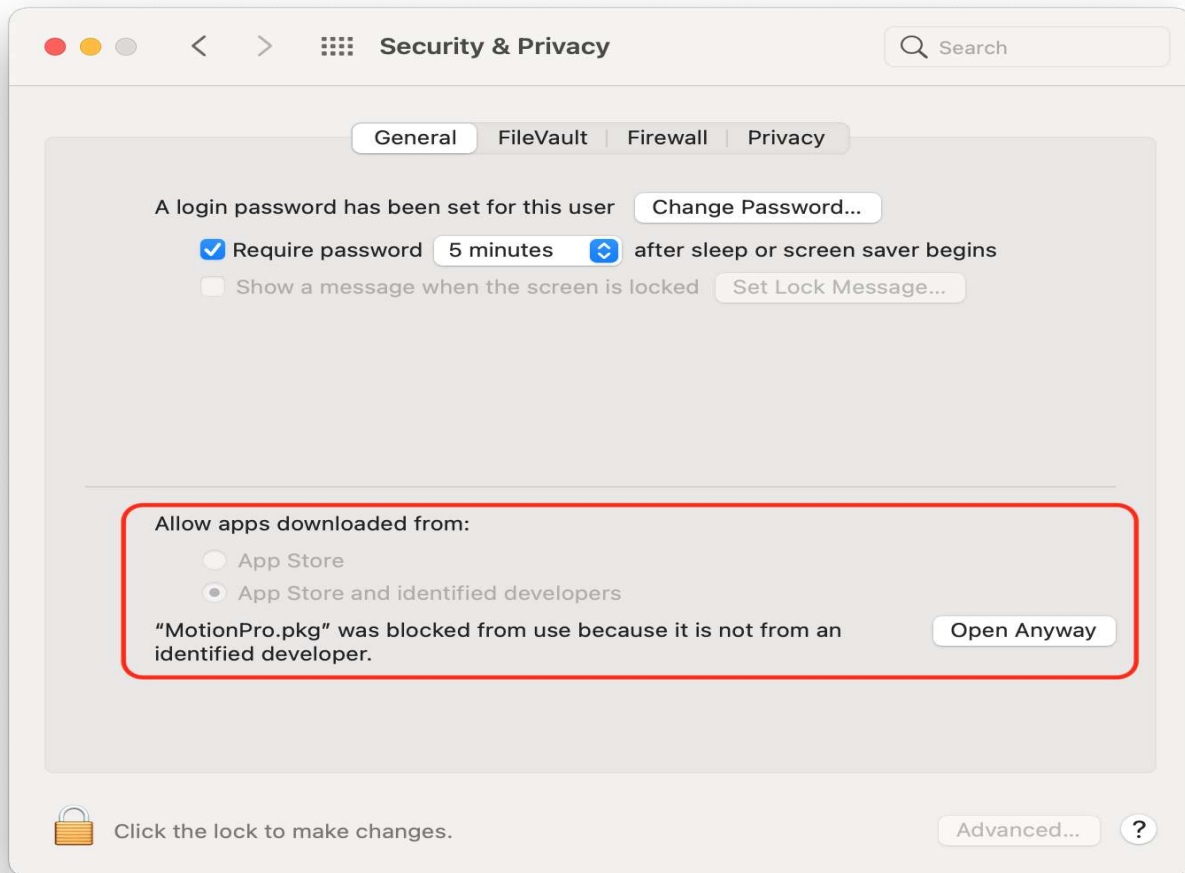 Security & Privacy
Search
General
FileVault
Firewall
Privacy
A login password has been set for this user
Change Password...
Require password
5 minutes
after sleep or screen saver begins
Show a message when the screen is locked
Set Lock Message...
Allow apps downloaded from:
App Store
App Store and identified developers
“MotionPro.pkg” was blocked from use because it is not from an
identified developer.
Open Anyway
Click the lock to make changes.
Advanced...
?